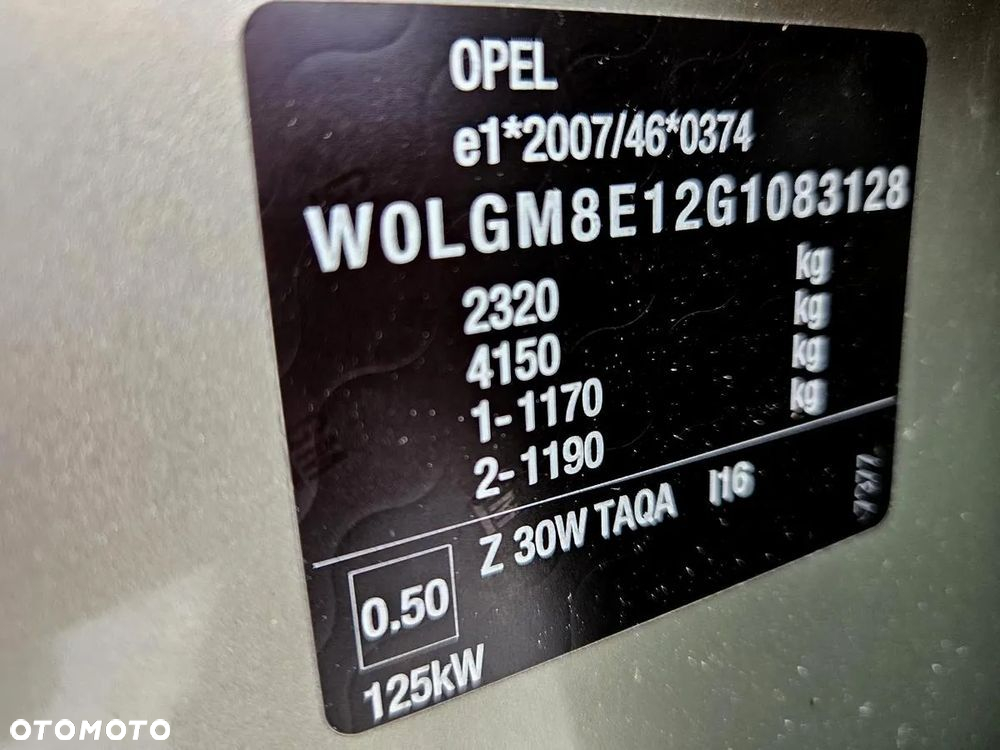 OPEL
e1*2007/46*0374
W0LGM8E12G1083128
2320 kg
4150 kg
1-1170 kg
2-1190 kg
Z 30W TAQA I16
0.50
125kW
OTOMOTO